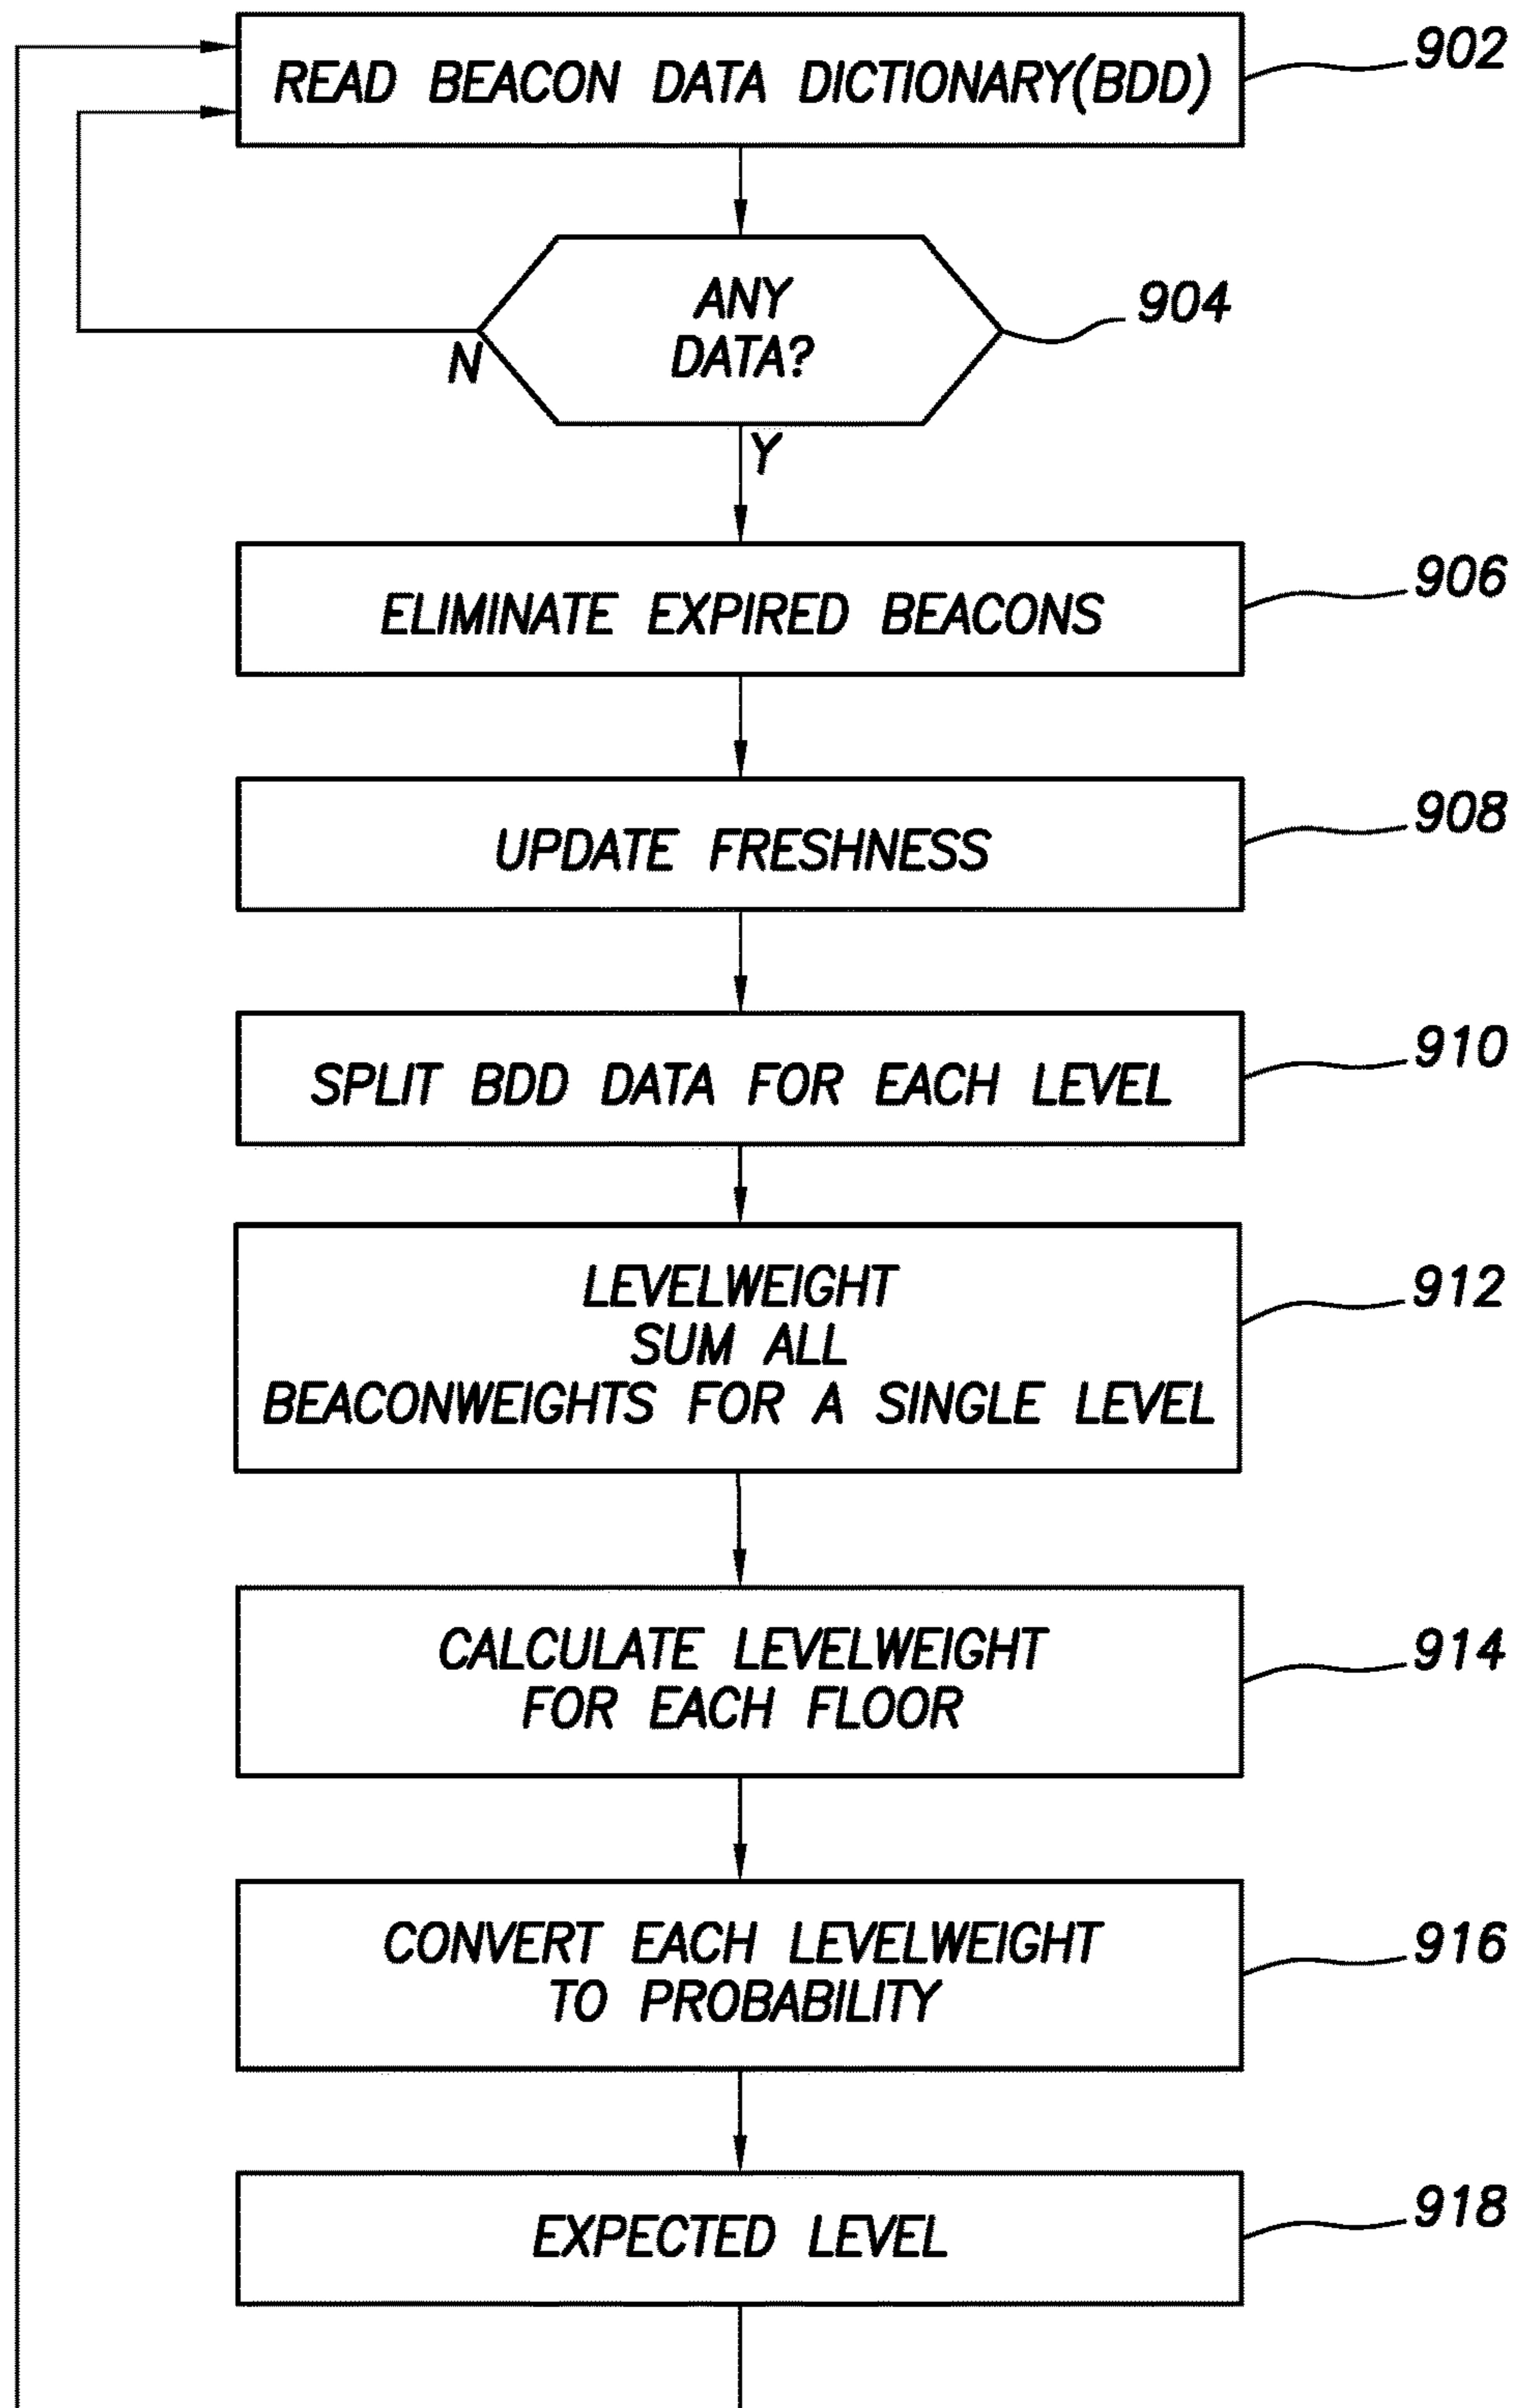 READ BEACON DATA DICTIONARY(BDD)
902
ANY
DATA?
904
N
Y
ELIMINATE EXPIRED BEACONS
906
UPDATE FRESHNESS
908
SPLIT BDD DATA FOR EACH LEVEL
910
LEVELWEIGHT
SUM ALL
BEACONWEIGHTS FOR A SINGLE LEVEL
912
CALCULATE LEVELWEIGHT
FOR EACH FLOOR
914
CONVERT EACH LEVELWEIGHT
TO PROBABILITY
916
EXPECTED LEVEL
918